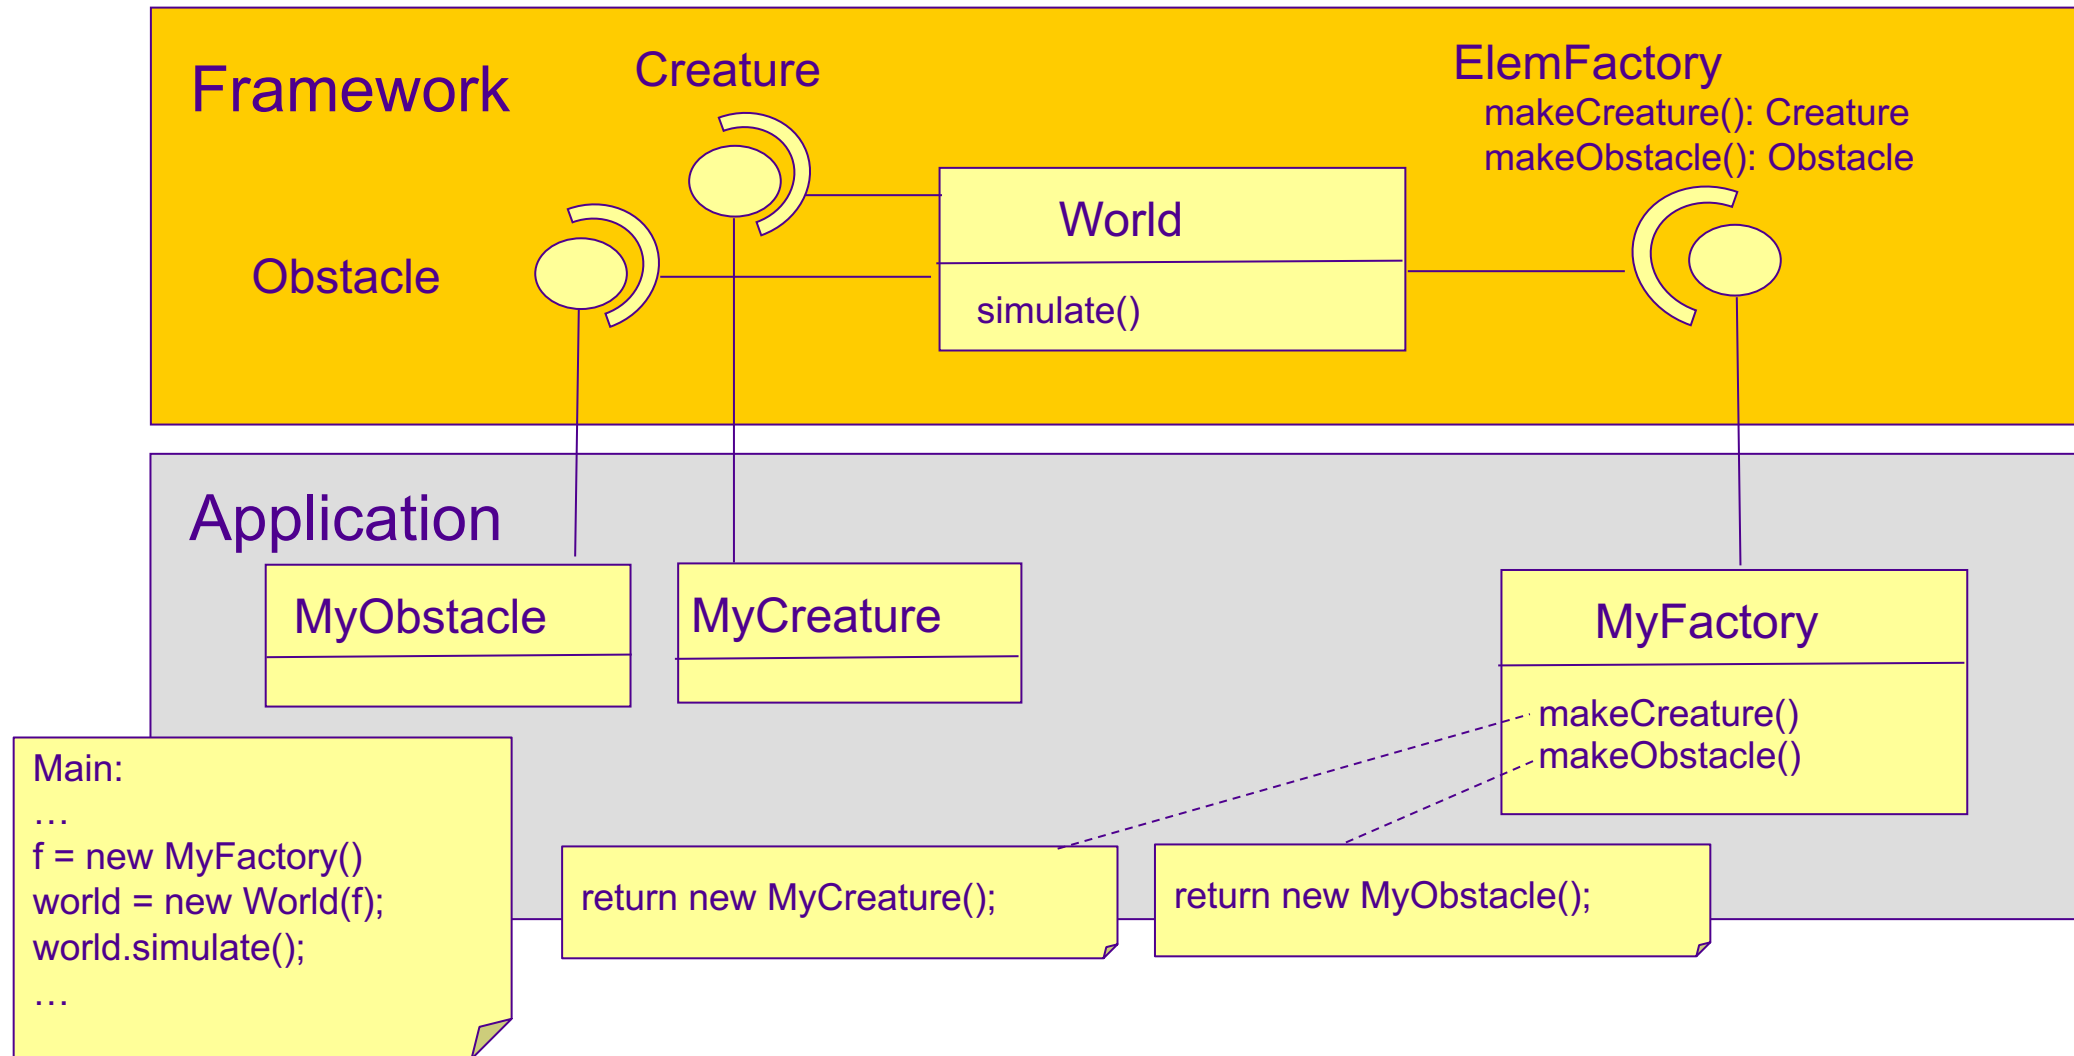 Framework
Creature
ElemFactory
makeCreature(): Creature
makeObstacle(): Obstacle
World
Obstacle
simulate()
Application
MyObstacle
MyCreature
MyFactory
makeCreature()
makeObstacle()
Main:
…
f = new MyFactory()
world = new World(f);
world.simulate();
…
return new MyCreature();
return new MyObstacle();